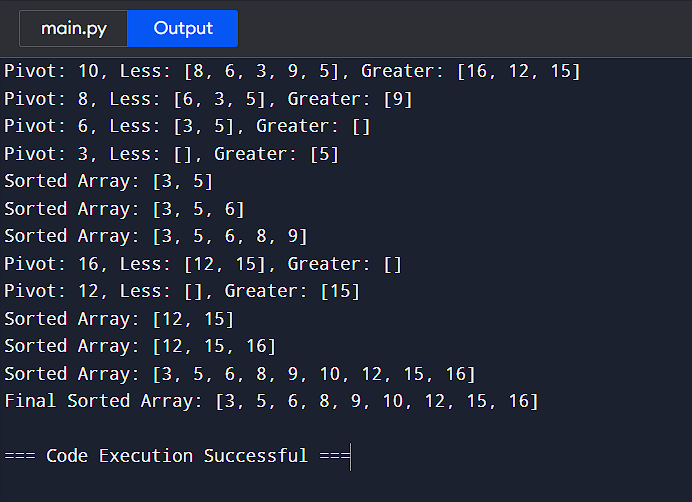 main.py Output
Pivot: 10, Less: [8, 6, 3, 9, 5], Greater: [16, 12, 15]
Pivot: 8, Less: [6, 3, 5], Greater: [9]
Pivot: 6, Less: [3, 5], Greater: []
Pivot: 3, Less: [], Greater: [5]
Sorted Array: [3, 5]
Sorted Array: [3, 5, 6]
Sorted Array: [3, 5, 6, 8, 9]
Pivot: 16, Less: [12, 15], Greater: []
Pivot: 12, Less: [], Greater: [15]
Sorted Array: [12, 15]
Sorted Array: [12, 15, 16]
Sorted Array: [3, 5, 6, 8, 9, 10, 12, 15, 16]
Final Sorted Array: [3, 5, 6, 8, 9, 10, 12, 15, 16]
=== Code Execution Successful ===